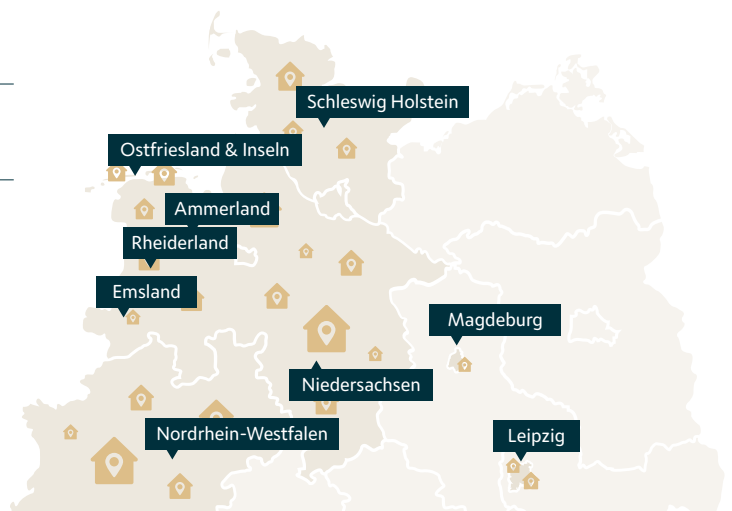 Schleswig Holstein
Ostfriesland & Inseln
Ammerland
Rheiderland
Emsland
Magdeburg
Niedersachsen
Nordrhein-Westfalen
Leipzig